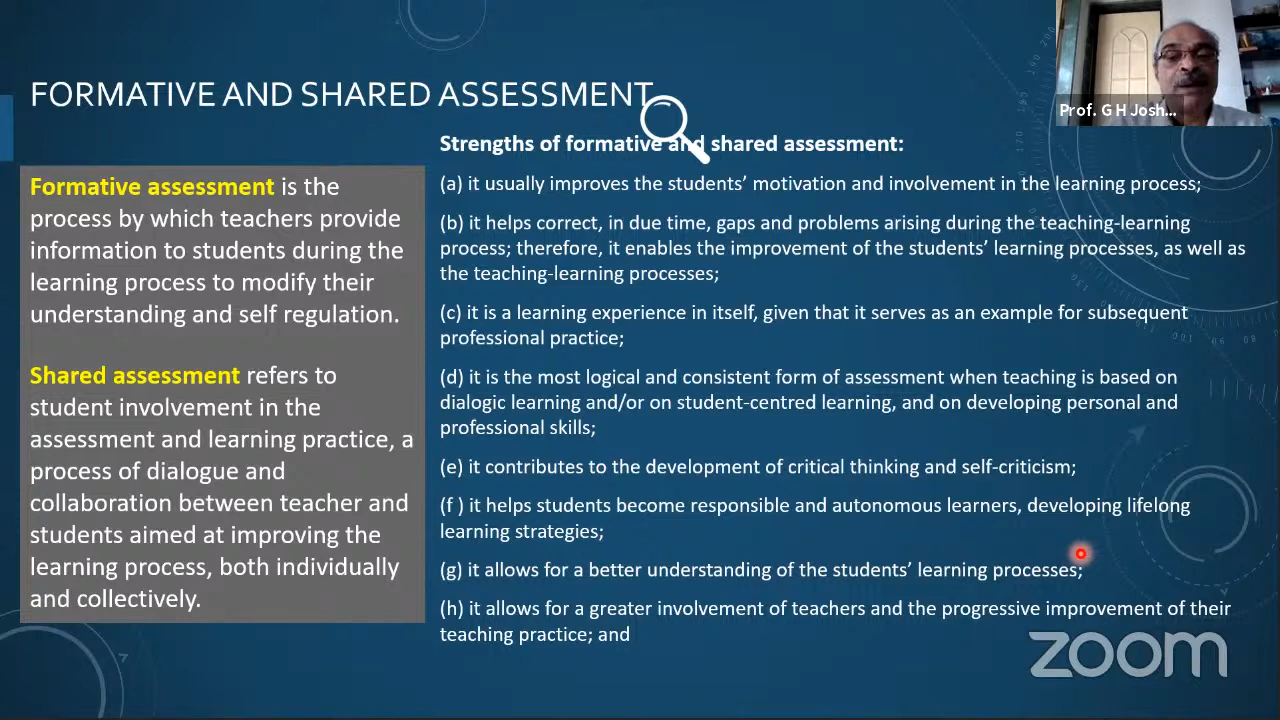 FORMATIVE AND SHARED ASSESSMENT
Prof. G H Josh...
Formative assessment is the
process by which teachers provide
information to students during the
learning process to modify their
understanding and self regulation.
Shared assessment refers to
student involvement in the
assessment and learning practice, a
process of dialogue and
collaboration between teacher and
students aimed at improving the
learning process, both individually
and collectively.
Strengths of formative and shared assessment:
(a) it usually improves the students’ motivation and involvement in the learning process;
(b) it helps correct, in due time, gaps and problems arising during the teaching-learning
process; therefore, it enables the improvement of the students’ learning processes, as well as
the teaching-learning processes;
(c) it is a learning experience in itself, given that it serves as an example for subsequent
professional practice;
(d) it is the most logical and consistent form of assessment when teaching is based on
dialogic learning and/or on student-centred learning, and on developing personal and
professional skills;
(e) it contributes to the development of critical thinking and self-criticism;
(f ) it helps students become responsible and autonomous learners, developing lifelong
learning strategies;
(g) it allows for a better understanding of the students’ learning processes;
(h) it allows for a greater involvement of teachers and the progressive improvement of their
teaching practice; and
zoom